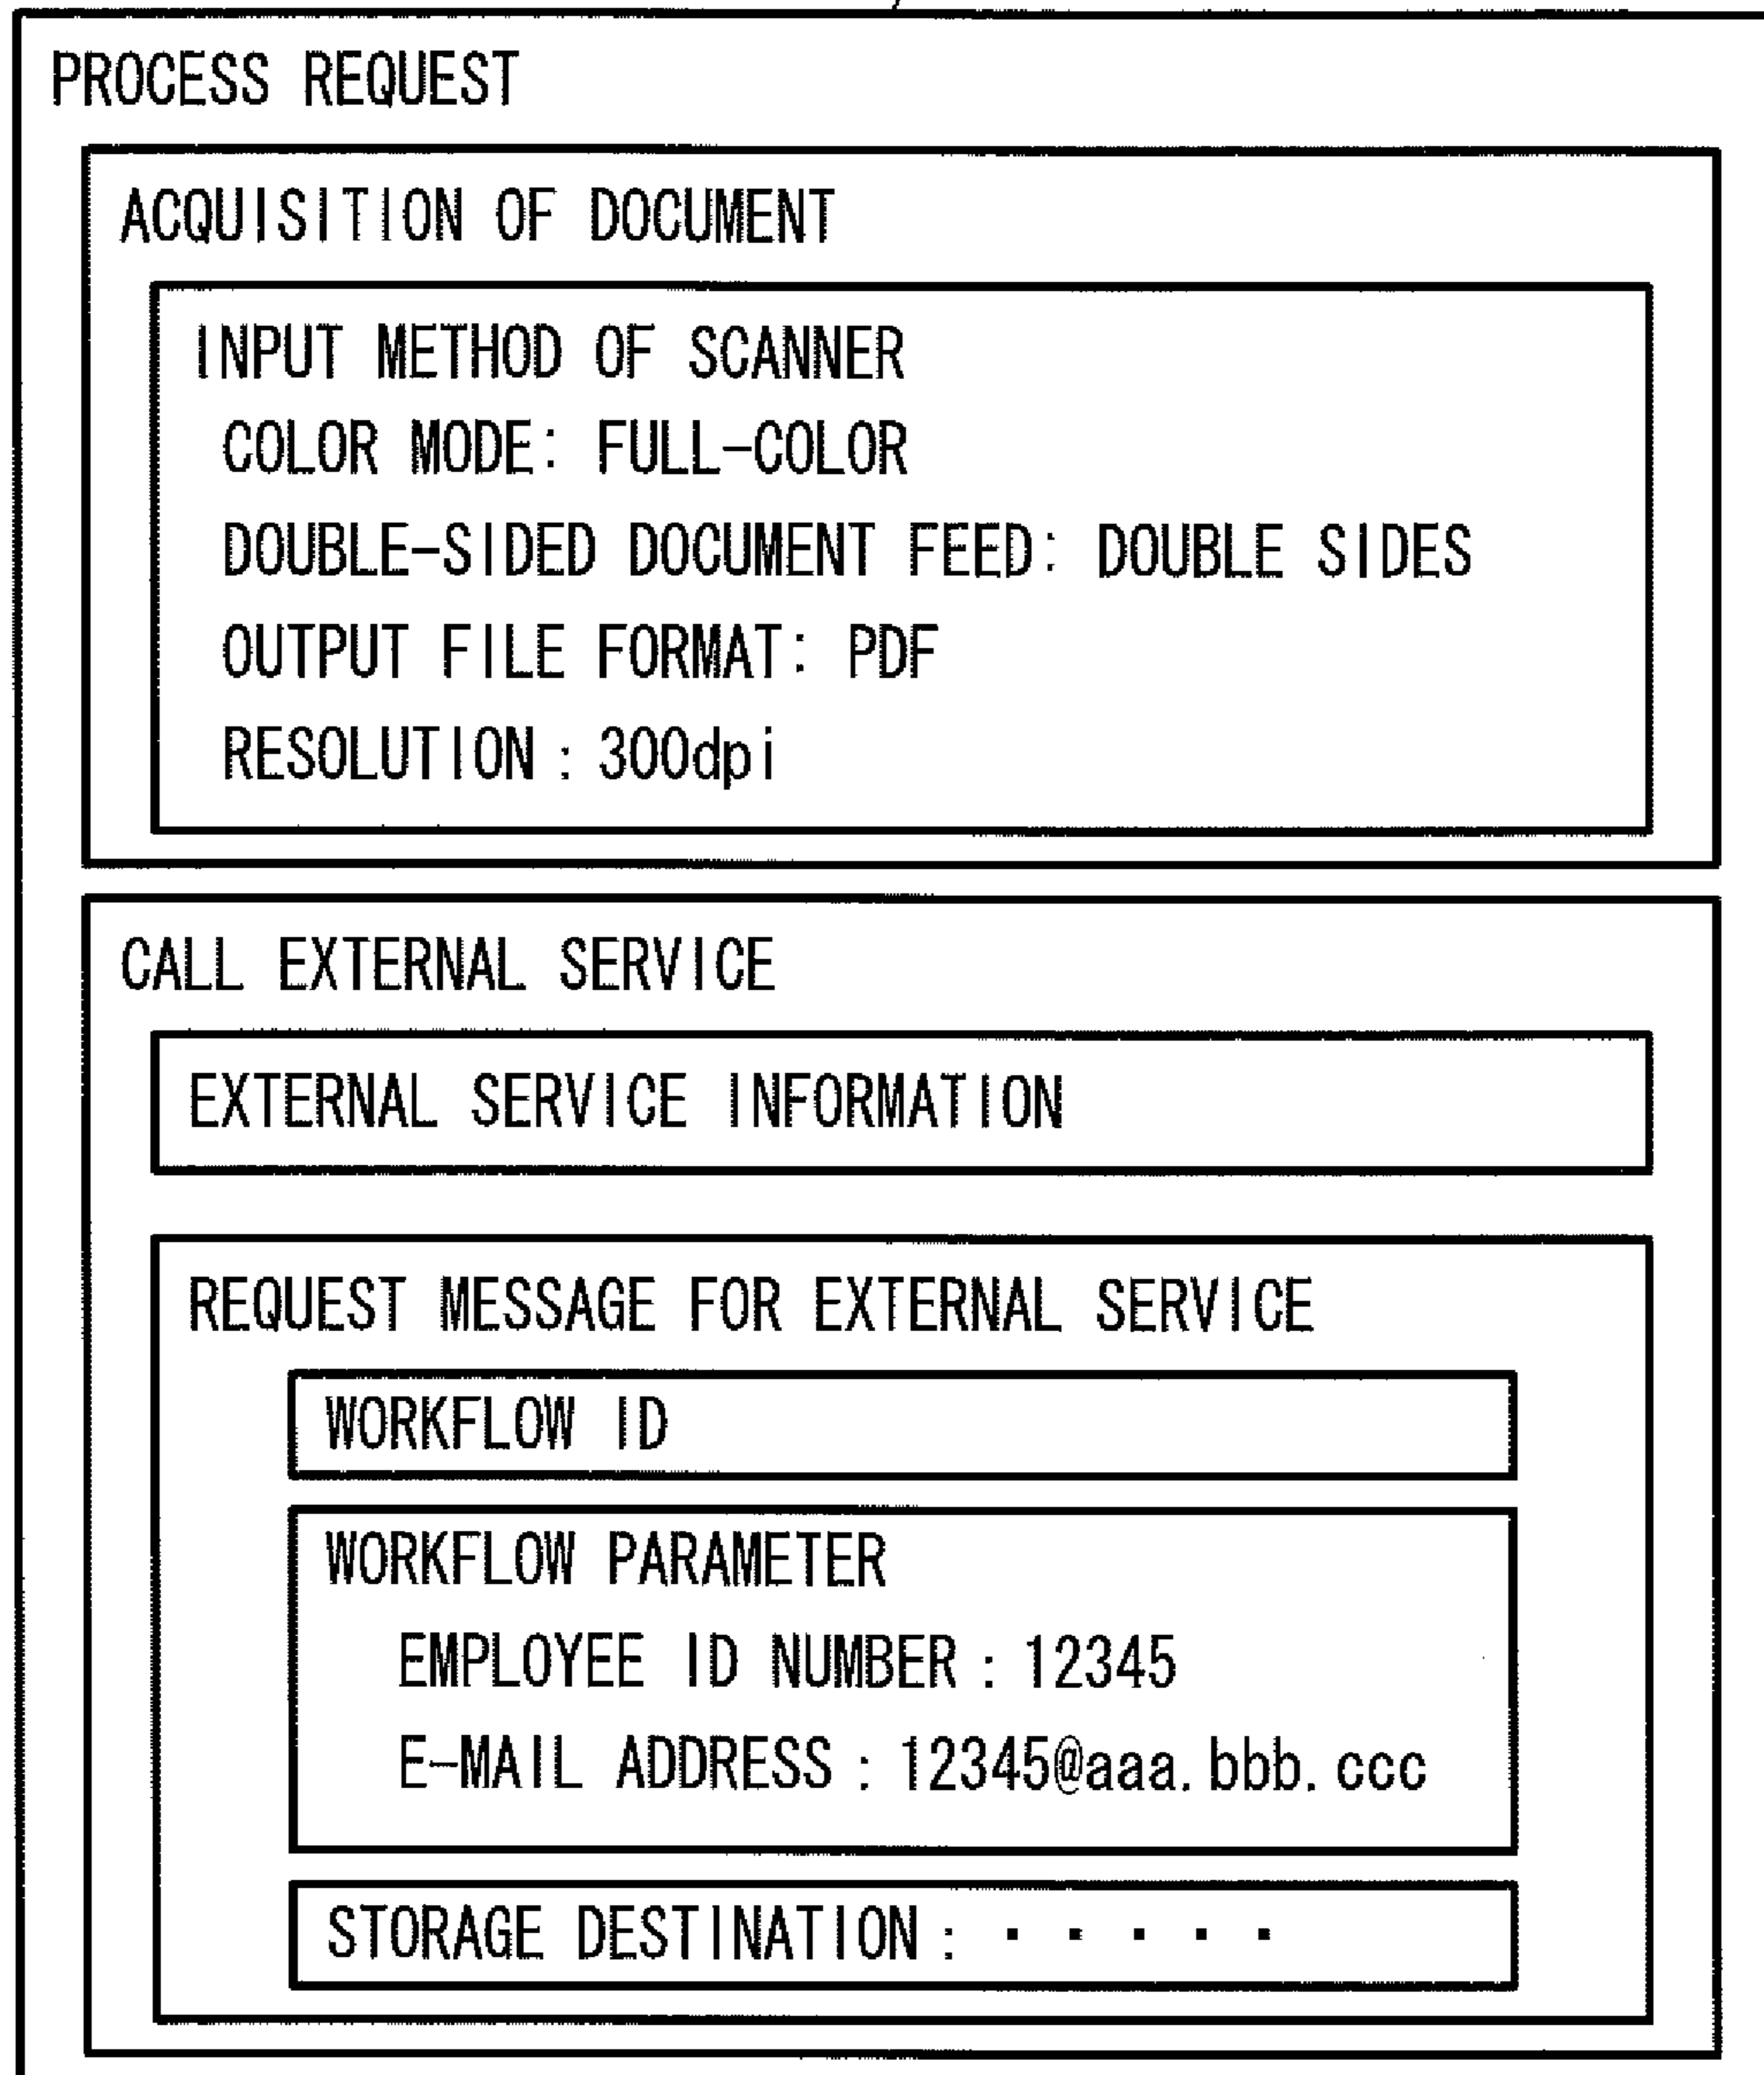 PROCESS REQUEST
ACQUISITION OF DOCUMENT
INPUT METHOD OF SCANNER
COLOR MODE: FULL-COLOR
DOUBLE-SIDED DOCUMENT FEED: DOUBLE SIDES
OUTPUT FILE FORMAT: PDF
RESOLUTION : 300dpi
CALL EXTERNAL SERVICE
EXTERNAL SERVICE INFORMATION
REQUEST MESSAGE FOR EXTERNAL SERVICE
WORKFLOW ID
WORKFLOW PARAMETER
EMPLOYEE ID NUMBER : 12345
E-MAIL ADDRESS : 12345@aaa.bbb.ccc
STORAGE DESTINATION : ・・・・・